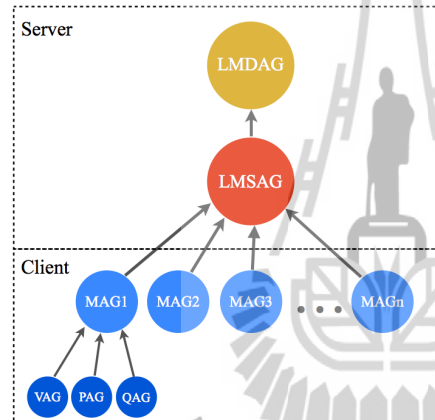 Server
LMDAG
LMSAG
Client
MAG1 MAG2 MAG3 MAGn
VAG PAG QAG